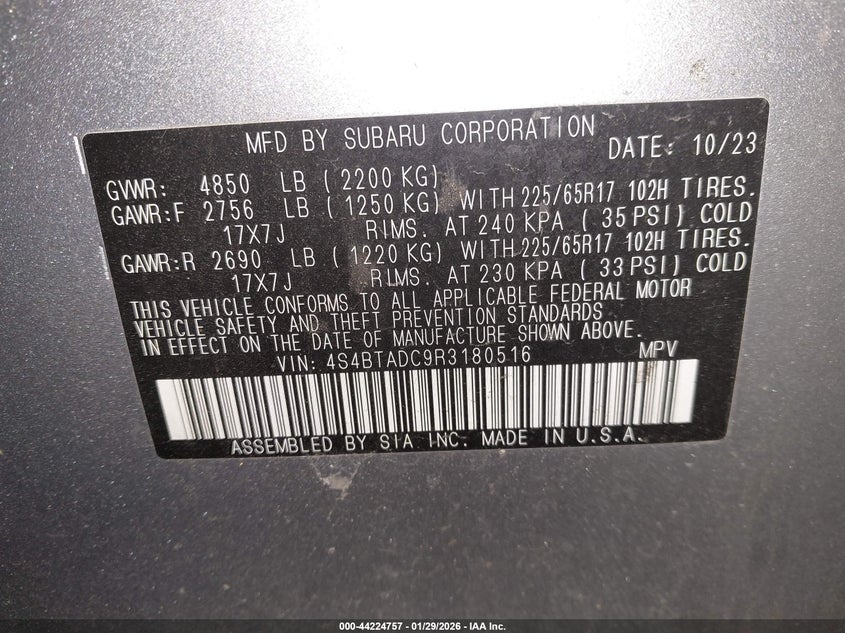 MFD BY SUBARU CORPORATION DATE: 10/23
GVWR: 4850 LB ( 2200 KG)
GAWR:F 2756 LB ( 1250 KG) WITH 225/65R17 102H TIRES.
17X7J RIMS. AT 240 KPA ( 35 PSI) COLD
GAWR:R 2690 LB ( 1220 KG) WITH 225/65R17 102H TIRES.
17X7J RIMS. AT 230 KPA ( 33 PSI) COLD
THIS VEHICLE CONFORMS TO ALL APPLICABLE FEDERAL MOTOR
VEHICLE SAFETY AND THEFT PREVENTION STANDARDS
IN EFFECT ON THE DATE OF MANUFACTURE SHOWN ABOVE.
VIN: 4S4BTADC9R3180516 MPV
ASSEMBLED BY SIA INC. MADE IN U.S.A.
000-44224757 - 01/29/2026 - IAA Inc.